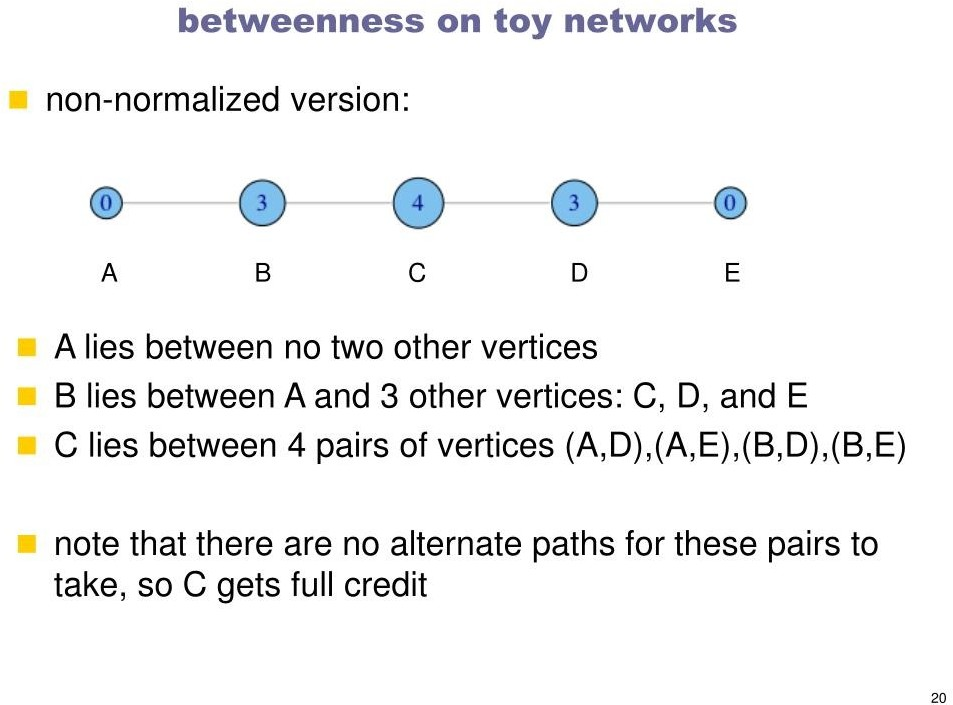 betweenness on toy networks
non-normalized version:
0 3 4 3 0
A B C D E
A lies between no two other vertices
B lies between A and 3 other vertices: C, D, and E
C lies between 4 pairs of vertices (A,D),(A,E),(B,D),(B,E)
note that there are no alternate paths for these pairs to
take, so C gets full credit
20